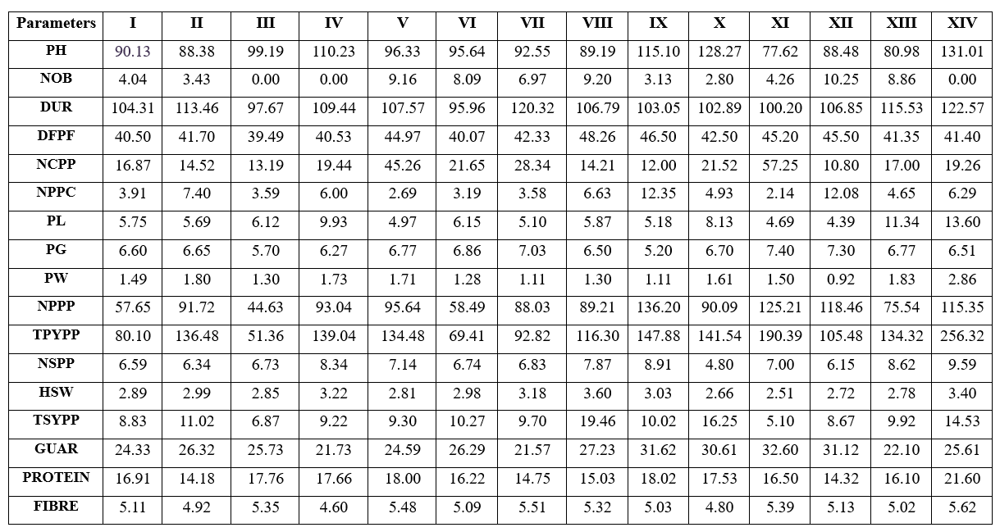 Parameters I II III IV V VI VII VIII IX X XI XII XIII XIV
PH 90.13 88.38 99.19 110.23 96.33 95.64 92.55 89.19 115.10 128.27 77.62 88.48 80.98 131.01
NOB 4.04 3.43 0.00 0.00 9.16 8.09 6.97 9.20 3.13 2.80 4.26 10.25 8.86 0.00
DUR 104.31 113.46 97.67 109.44 107.57 95.96 120.32 106.79 103.05 102.89 100.20 106.85 115.53 122.57
DFPF 40.50 41.70 39.49 40.53 44.97 40.07 42.33 48.26 46.50 42.50 45.20 45.50 41.35 41.40
NCPP 16.87 14.52 13.19 19.44 45.26 21.65 28.34 14.21 12.00 21.52 57.25 10.80 17.00 19.26
NPPC 3.91 7.40 3.59 6.00 2.69 3.19 3.58 6.63 12.35 4.93 2.14 12.08 4.65 6.29
PL 5.75 5.69 6.12 9.93 4.97 6.15 5.10 5.87 5.18 8.13 4.69 4.39 11.34 13.60
PG 6.60 6.65 5.70 6.27 6.77 6.86 7.03 6.50 5.20 6.70 7.40 7.30 6.77 6.51
PW 1.49 1.80 1.30 1.73 1.71 1.28 1.11 1.30 1.11 1.61 1.50 0.92 1.83 2.86
NPPP 57.65 91.72 44.63 93.04 95.64 58.49 88.03 89.21 136.20 90.09 125.21 118.46 75.54 115.35
TPYPP 80.10 136.48 51.36 139.04 134.48 69.41 92.82 116.30 147.88 141.54 190.39 105.48 134.32 256.32
NSPP 6.59 6.34 6.73 8.34 7.14 6.74 6.83 7.87 8.91 4.80 7.00 6.15 8.62 9.59
HSW 2.89 2.99 2.85 3.22 2.81 2.98 3.18 3.60 3.03 2.66 2.51 2.72 2.78 3.40
TSYPP 8.83 11.02 6.87 9.22 9.30 10.27 9.70 19.46 10.02 16.25 5.10 8.67 9.92 14.53
GUAR 24.33 26.32 25.73 21.73 24.59 26.29 21.57 27.23 31.62 30.61 32.60 31.12 22.10 25.61
PROTEIN 16.91 14.18 17.76 17.66 18.00 16.22 14.75 15.03 18.02 17.53 16.50 14.32 16.10 21.60
FIBRE 5.11 4.92 5.35 4.60 5.48 5.09 5.51 5.32 5.03 4.80 5.39 5.13 5.02 5.62